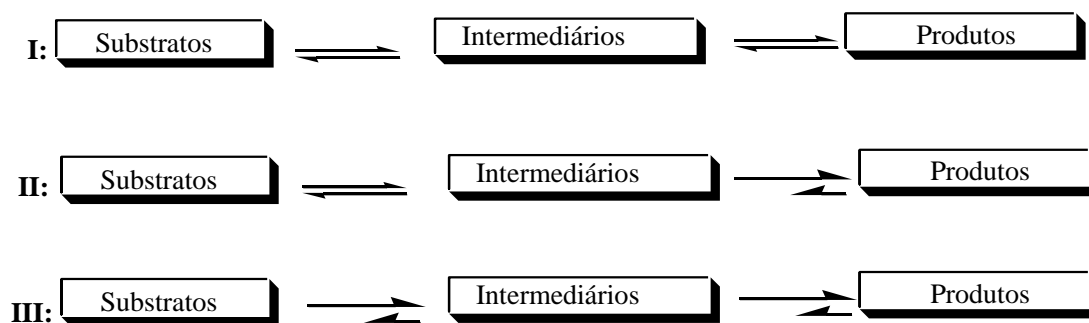 I: Substratos Intermediários Produtos
II: Substratos Intermediários Produtos
III: Substratos Intermediários Produtos